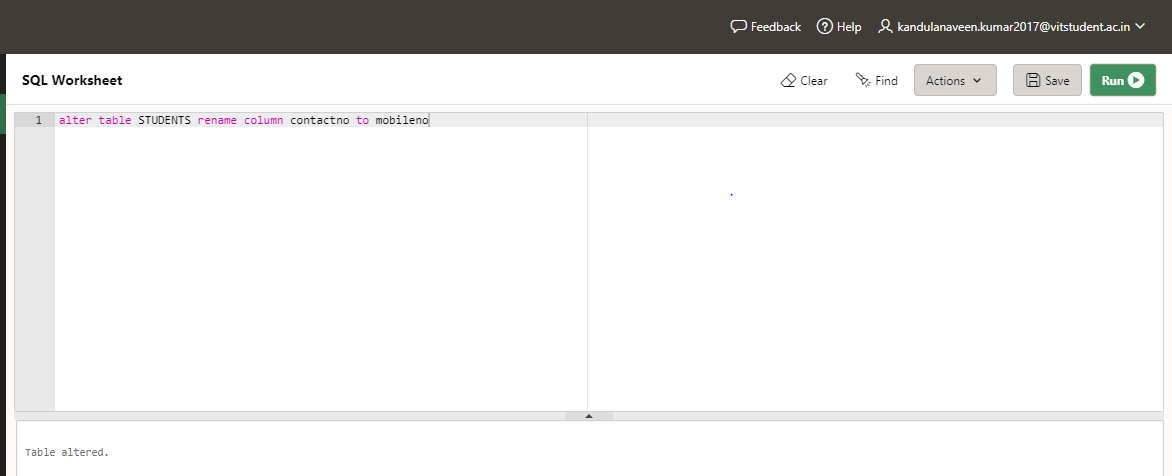 Feedback Help kandulanaveen.kumar2017@vitstudent.ac.in
SQL Worksheet Clear Find Actions Save Run
1 alter table STUDENTS rename column contactno to mobileno
Table altered.